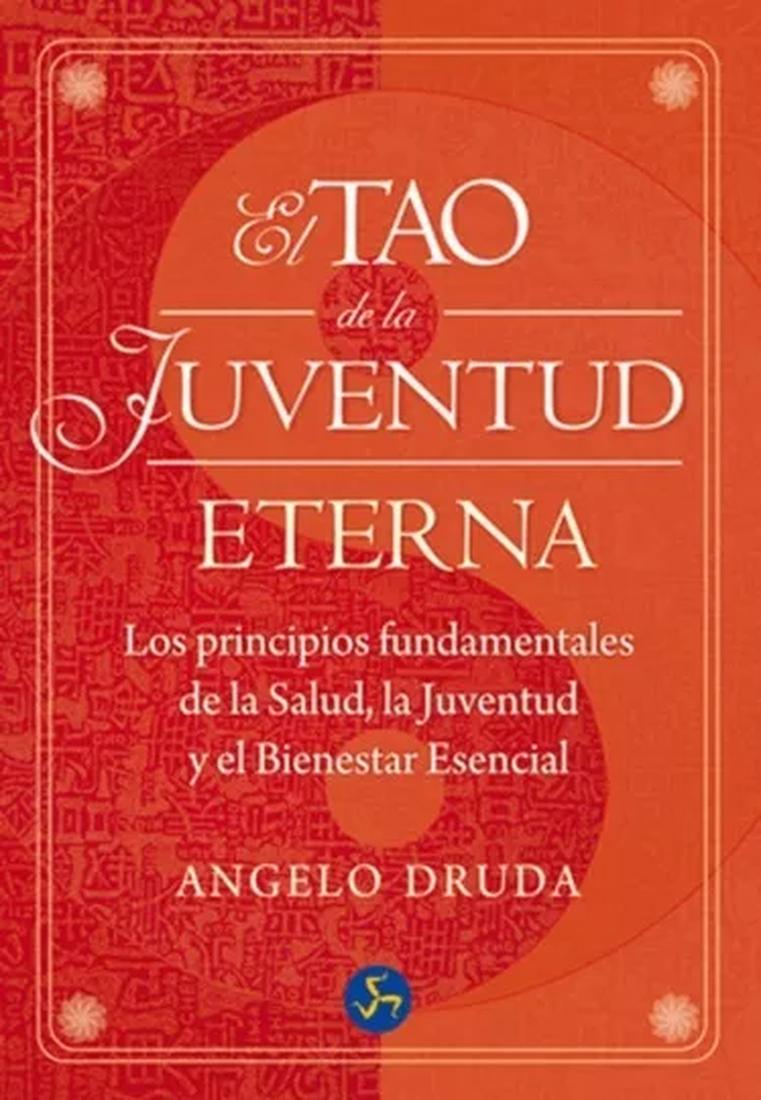 El TAO
de la
JUVENTUD
ETERNA
Los principios fundamentales
de la Salud, la Juventud
y el Bienestar Esencial
ANGELO DRUDA